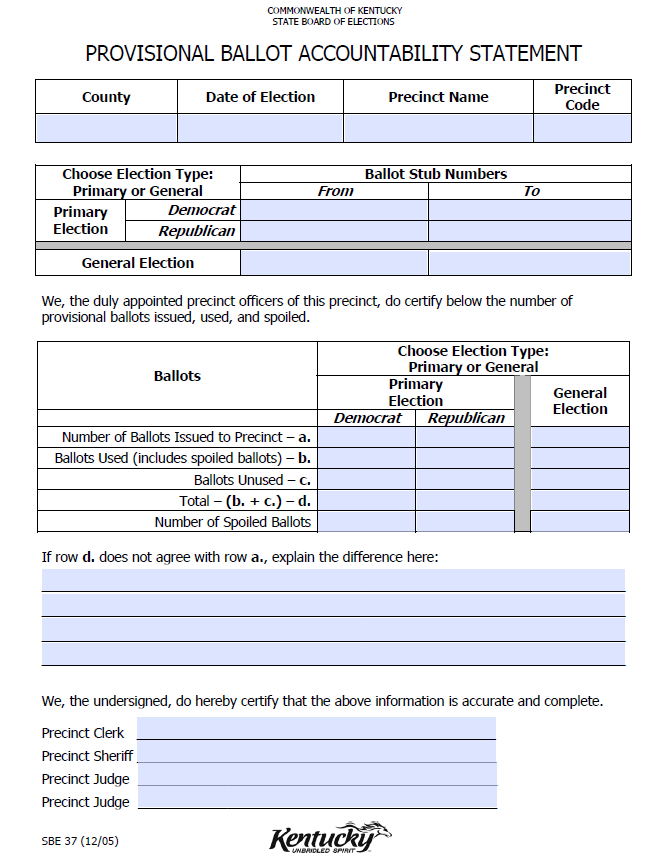 COMMONWEALTH OF KENTUCKY
STATE BOARD OF ELECTIONS
PROVISIONAL BALLOT ACCOUNTABILITY STATEMENT
County Date of Election Precinct Name Precinct Code
Choose Election Type: Primary or General Ballot Stub Numbers
From To
Primary Election Democrat
Republican
General Election
We, the duly appointed precinct officers of this precinct, do certify below the number of
provisional ballots issued, used, and spoiled.
Ballots Choose Election Type: Primary or General
Primary Election General Election
Democrat Republican
Number of Ballots Issued to Precinct – a.
Ballots Used (includes spoiled ballots) – b.
Ballots Unused – c.
Total – (b. + c.) – d.
Number of Spoiled Ballots
If row d. does not agree with row a., explain the difference here:
We, the undersigned, do hereby certify that the above information is accurate and complete.
Precinct Clerk
Precinct Sheriff
Precinct Judge
Precinct Judge
SBE 37 (12/05)
Kentucky
UNBRIDLED SPIRIT